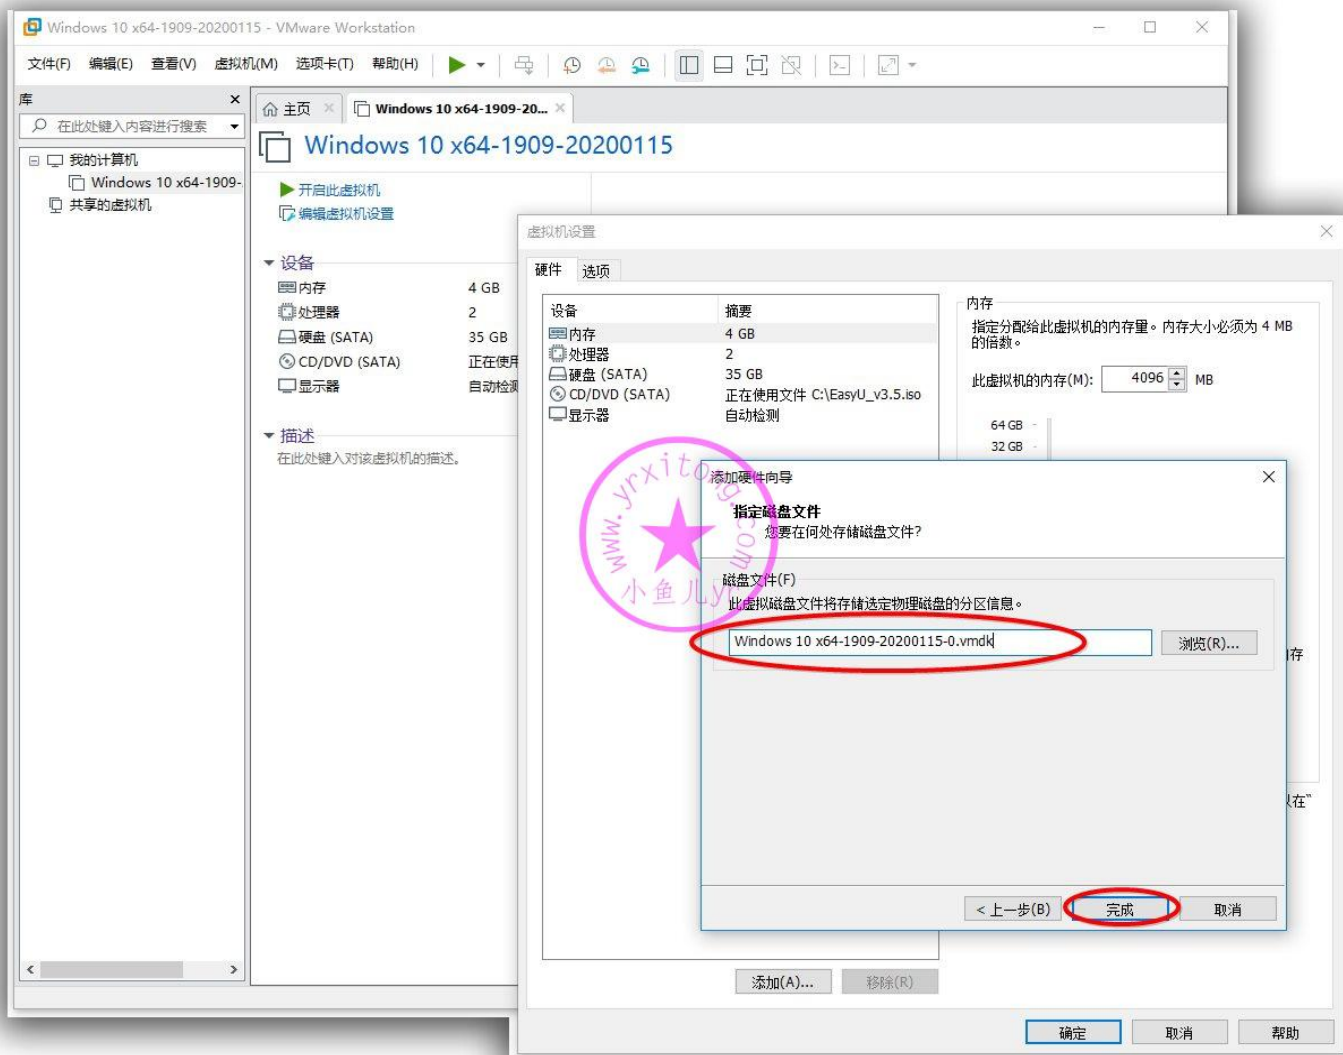 Windows 10 x64-1909-20200115 - VMware Workstation
文件(F) 编辑(E) 查看(V) 虚拟机(M) 选项卡(T) 帮助(H)
库
在此处键入内容进行搜索
我的计算机
Windows 10 x64-1909-
共享的虚拟机
主页
Windows 10 x64-1909-20...
Windows 10 x64-1909-20200115
开启此虚拟机
编辑虚拟机设置
设备
内存 4 GB
处理器 2
硬盘 (SATA) 35 GB
CD/DVD (SATA) 正在使用
显示器 自动检测
描述
在此处键入对该虚拟机的描述。
虚拟机设置
硬件 选项
设备 摘要
内存 4 GB
处理器 2
硬盘 (SATA) 35 GB
CD/DVD (SATA) 正在使用文件 C:\EasyU_v3.5.iso
显示器 自动检测
内存
指定分配给此虚拟机的内存量。内存大小必须为 4 MB
的倍数。
此虚拟机的内存(M): 4096 MB
64 GB
32 GB
添加硬件向导
指定磁盘文件
您要在何处存储磁盘文件?
磁盘文件(F)
此虚拟磁盘文件将存储选定物理磁盘的分区信息。
Windows 10 x64-1909-20200115-0.vmdk
浏览(R)...
存
以在"
< 上一步(B) 完成 取消
添加(A)... 移除(R)
确定 取消 帮助
www.yrxitong.com
小鱼儿yr